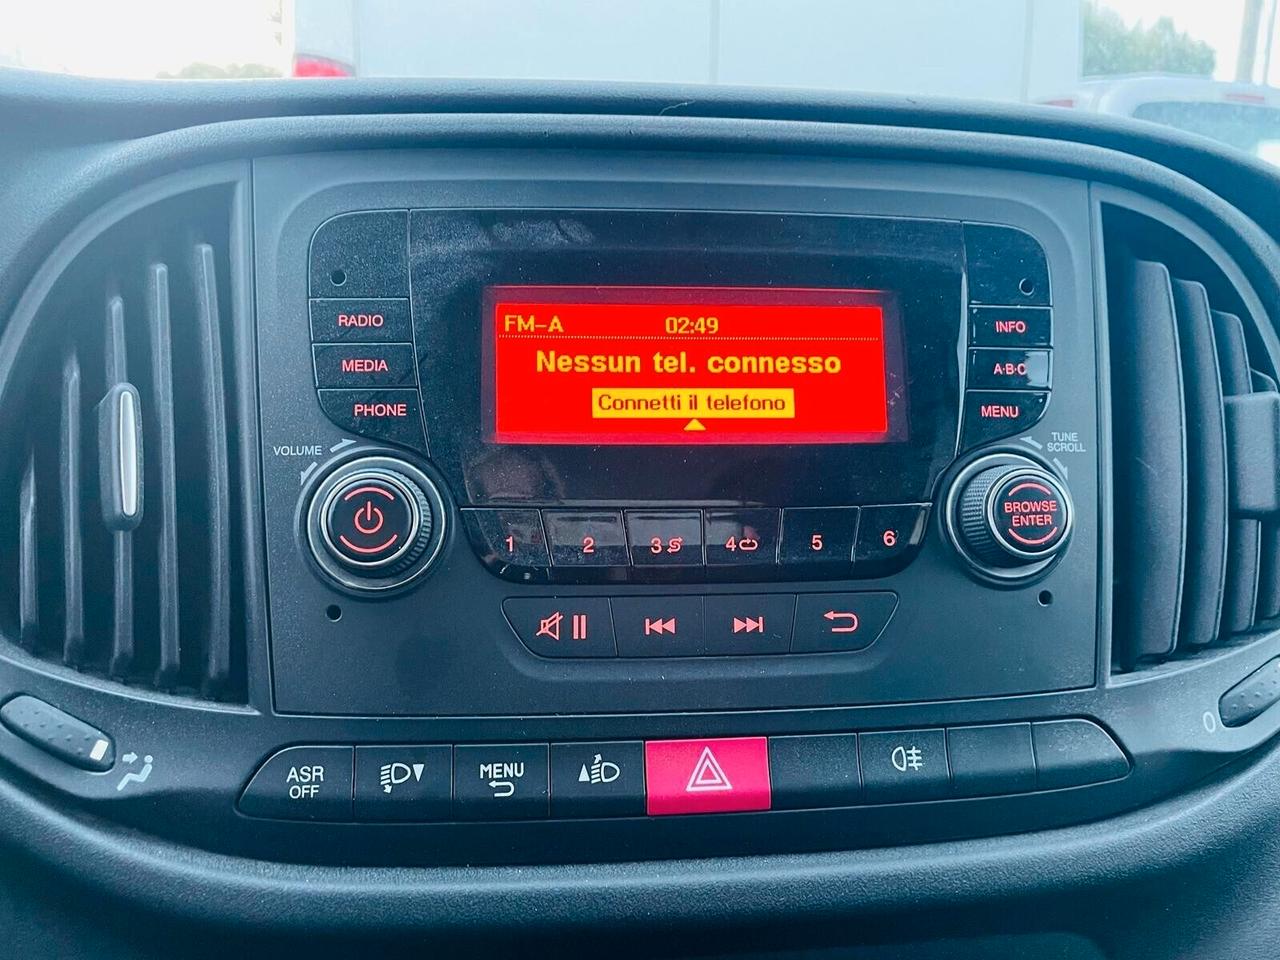 RADIO
MEDIA
PHONE
VOLUME
FM-A 02:49
Nessun tel. connesso
Connetti il telefono
INFO
A·B·C
MENU
TUNE
SCROLL
BROWSE
ENTER
1 2 3 4 5 6
ASR
OFF
MENU
0